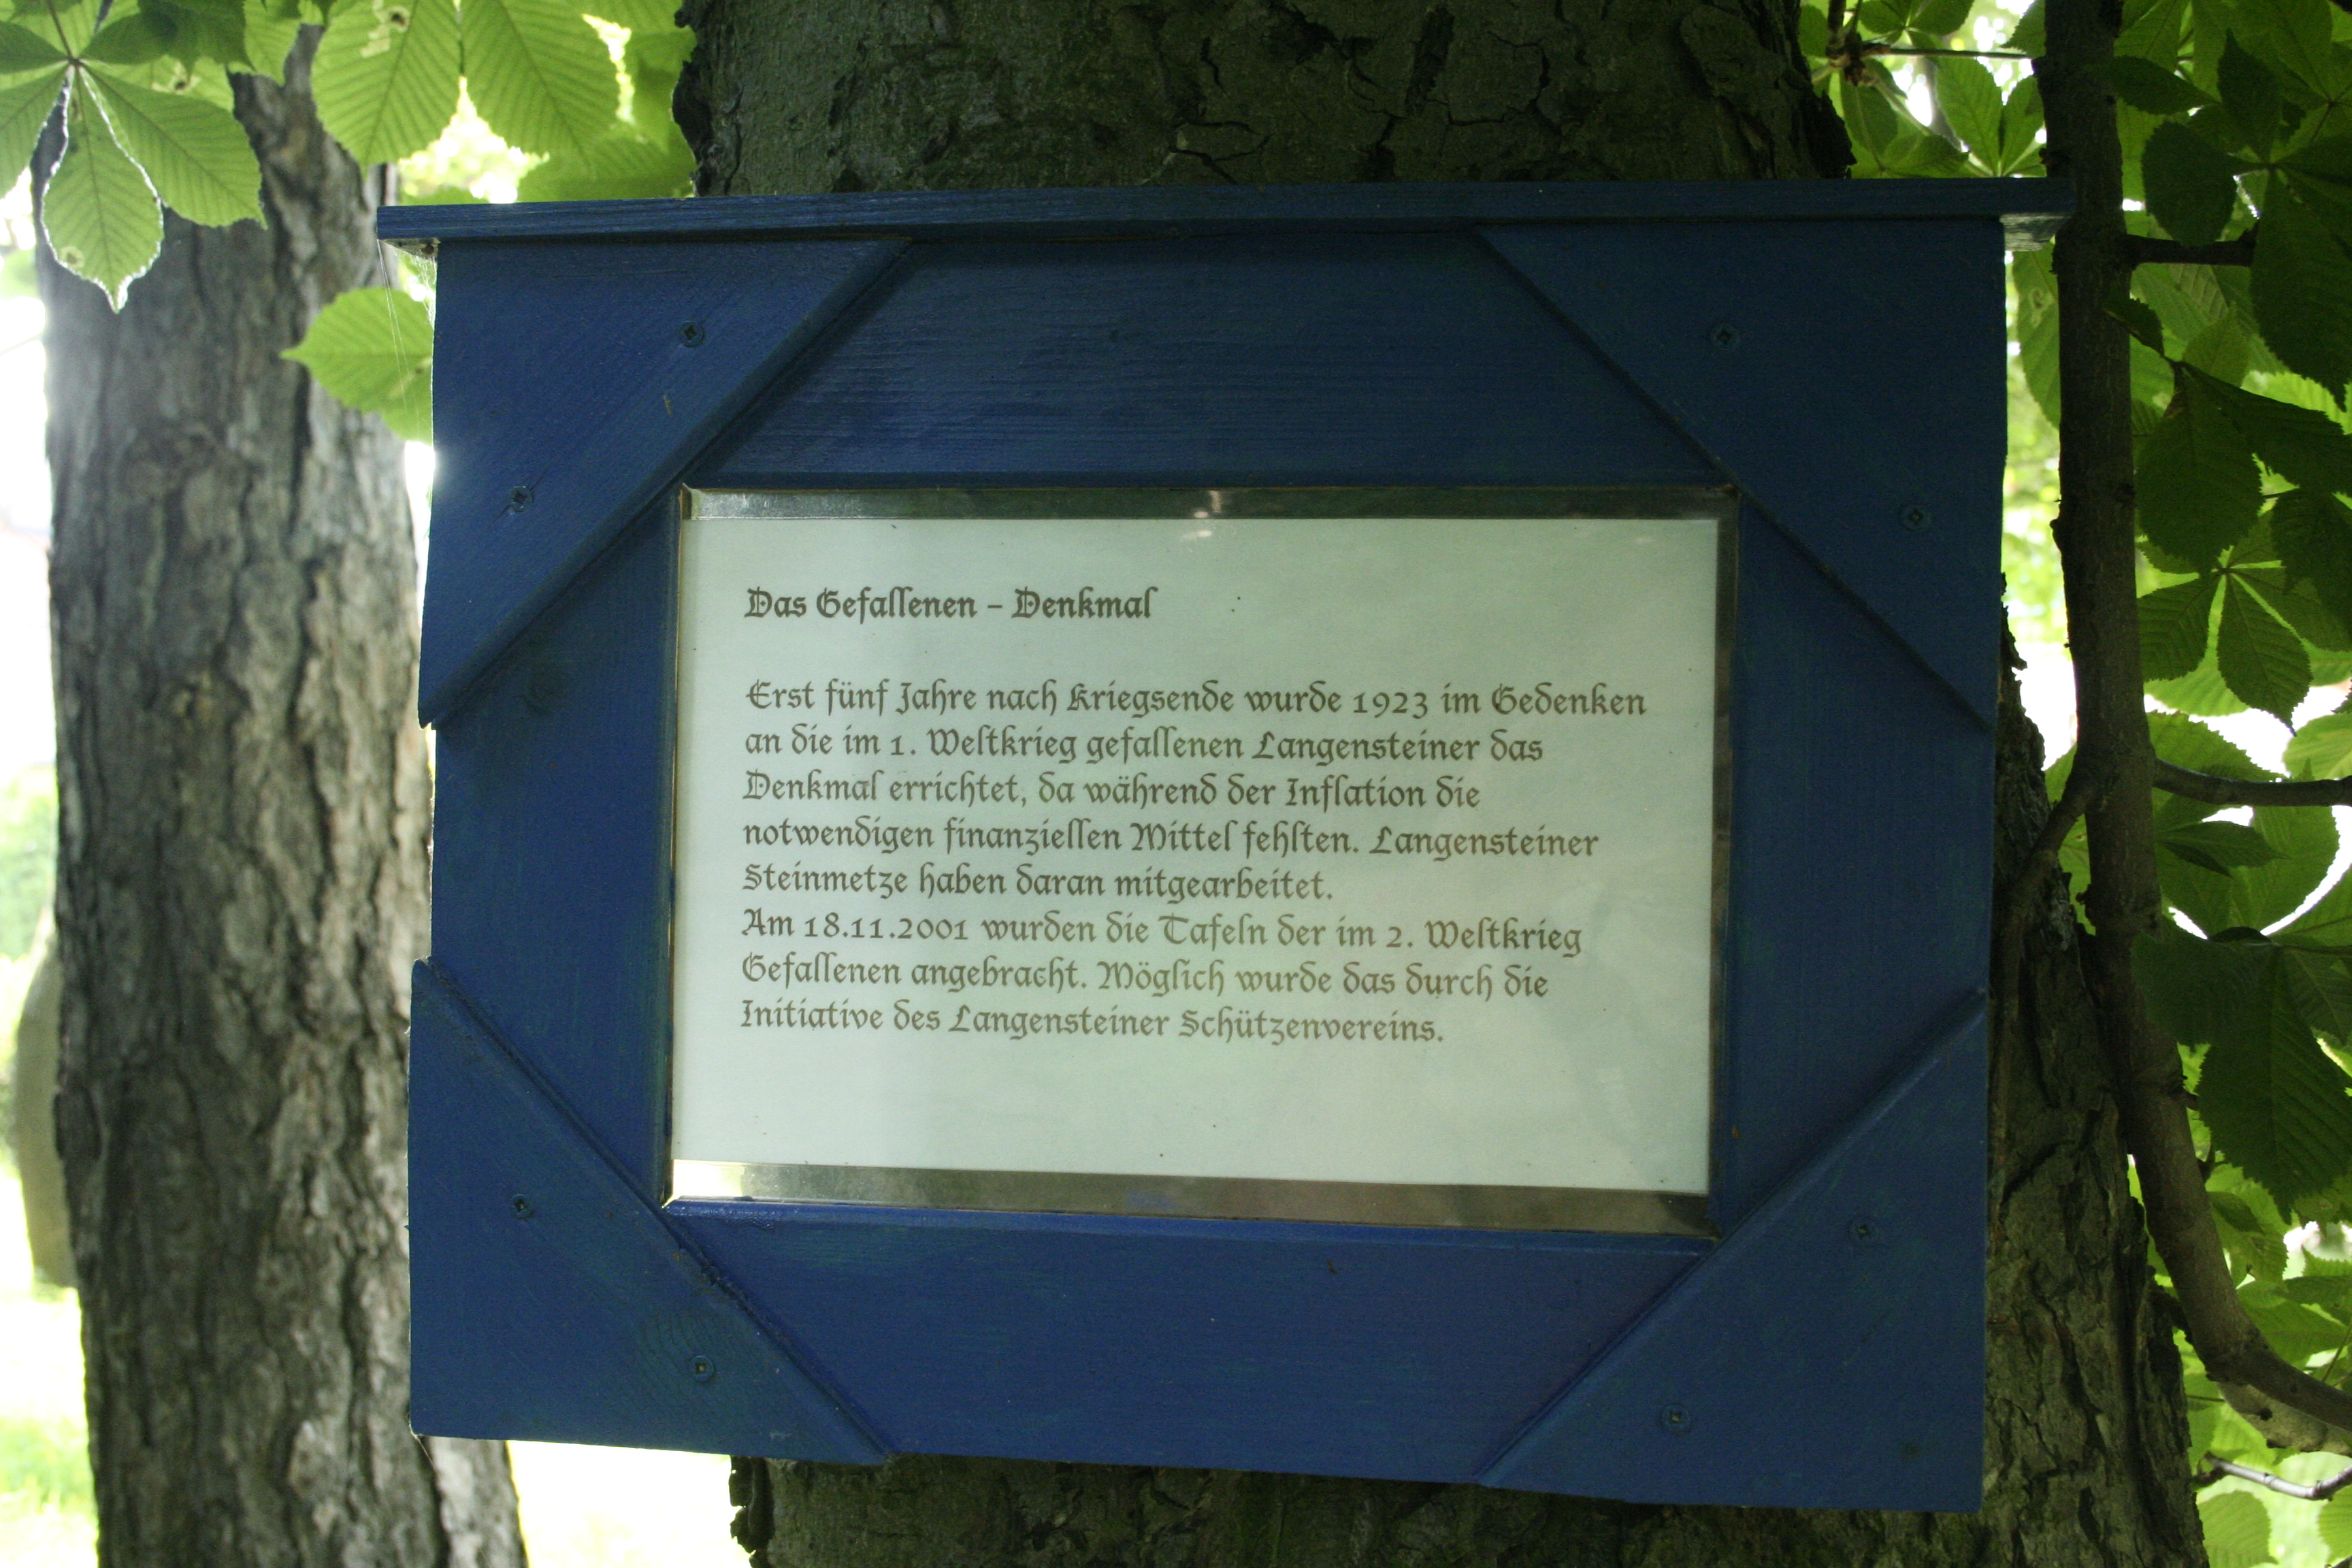 Das Gefallenen – Denkmal
Erst fünf Jahre nach Kriegsende wurde 1923 im Gedenken
an die im 1. Weltkrieg gefallenen Langensteiner das
Denkmal errichtet, da während der Inflation die
notwendigen finanziellen Mittel fehlten. Langensteiner
Steinmetze haben daran mitgearbeitet.
Am 18.11.2001 wurden die Tafeln der im 2. Weltkrieg
Gefallenen angebracht. Möglich wurde das durch die
Initiative des Langensteiner Schützenvereins.